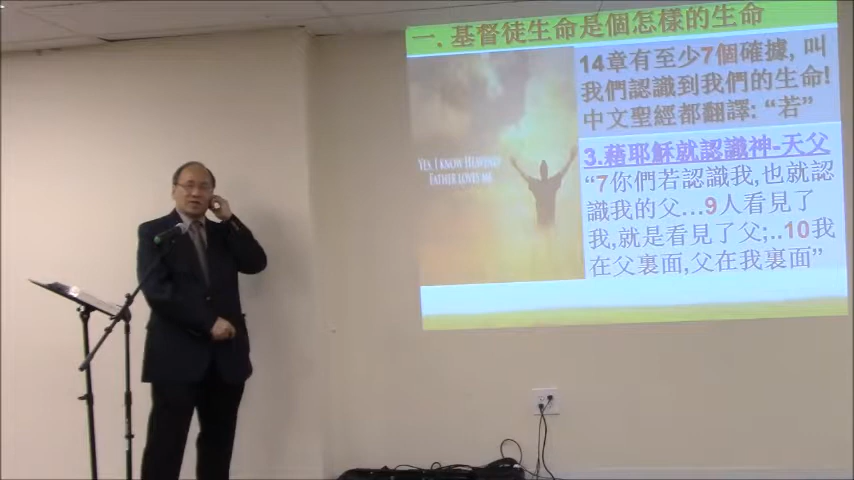 一. 基督徒生命是個怎樣的生命
14章有至少7個確據，叫
我們認識到我們的生命!
中文聖經都翻譯: “若”
YES, I KNOW HEAVENLY
FATHER LOVES ME
3.藉耶穌就認識神-天父
“7你們若認識我,也就認
識我的父…9人看見了
我,就是看見了父;..10我
在父裏面,父在我裏面”